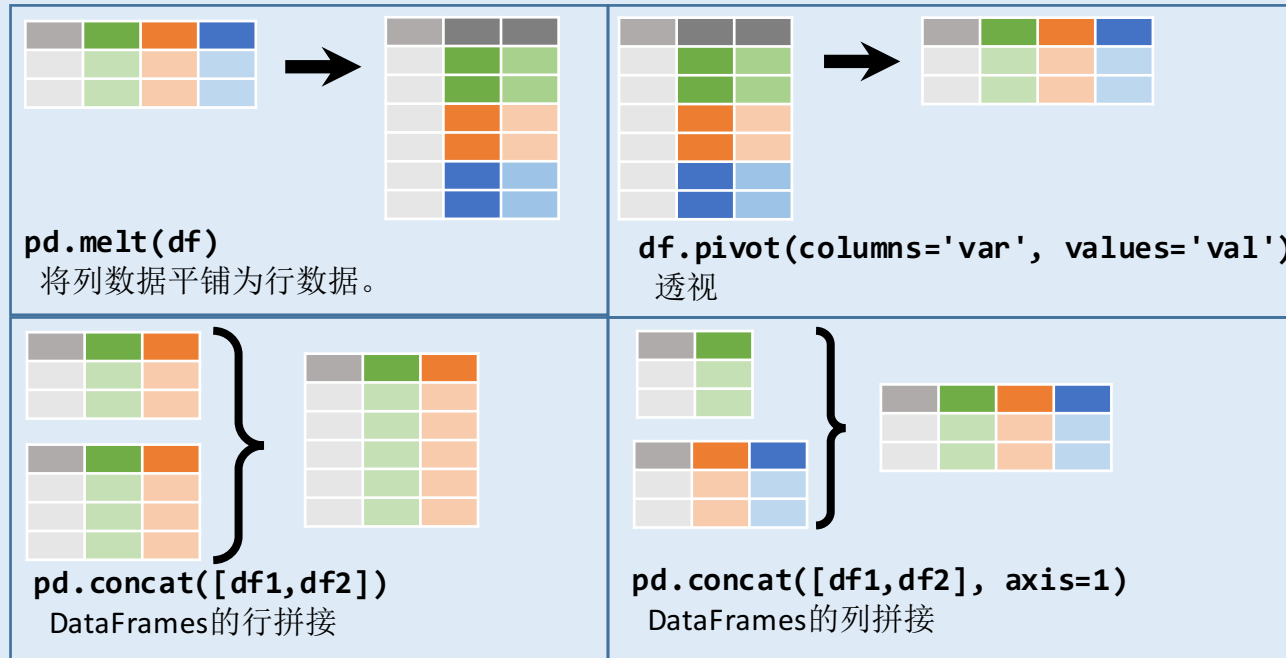 pd.melt(df)
将列数据平铺为行数据。
df.pivot(columns='var', values='val')
透视
pd.concat([df1,df2])
DataFrames的行拼接
pd.concat([df1,df2], axis=1)
DataFrames的列拼接